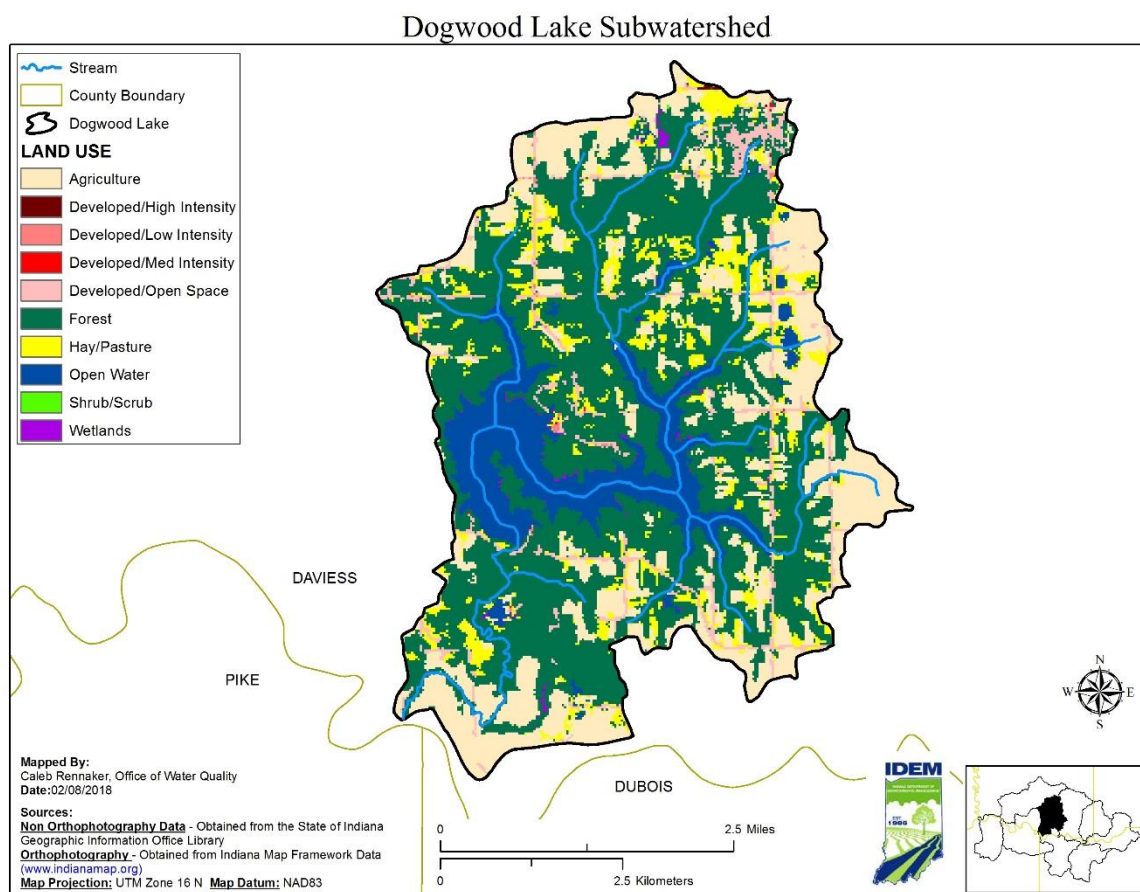 Dogwood Lake Subwatershed
Stream
County Boundary
Dogwood Lake
LAND USE
Agriculture
Developed/High Intensity
Developed/Low Intensity
Developed/Med Intensity
Developed/Open Space
Forest
Hay/Pasture
Open Water
Shrub/Scrub
Wetlands
DAVIESS
PIKE
DUBOIS
N
W E
S
Mapped By:
Caleb Rennaker, Office of Water Quality
Date:02/08/2018
Sources:
Non Orthophotography Data - Obtained from the State of Indiana
Geographic Information Office Library
Orthophotography - Obtained from Indiana Map Framework Data
(www.indianamap.org)
Map Projection: UTM Zone 16 N Map Datum: NAD83
0 2.5 Miles
0 2.5 Kilometers
IDEM
EST
1986